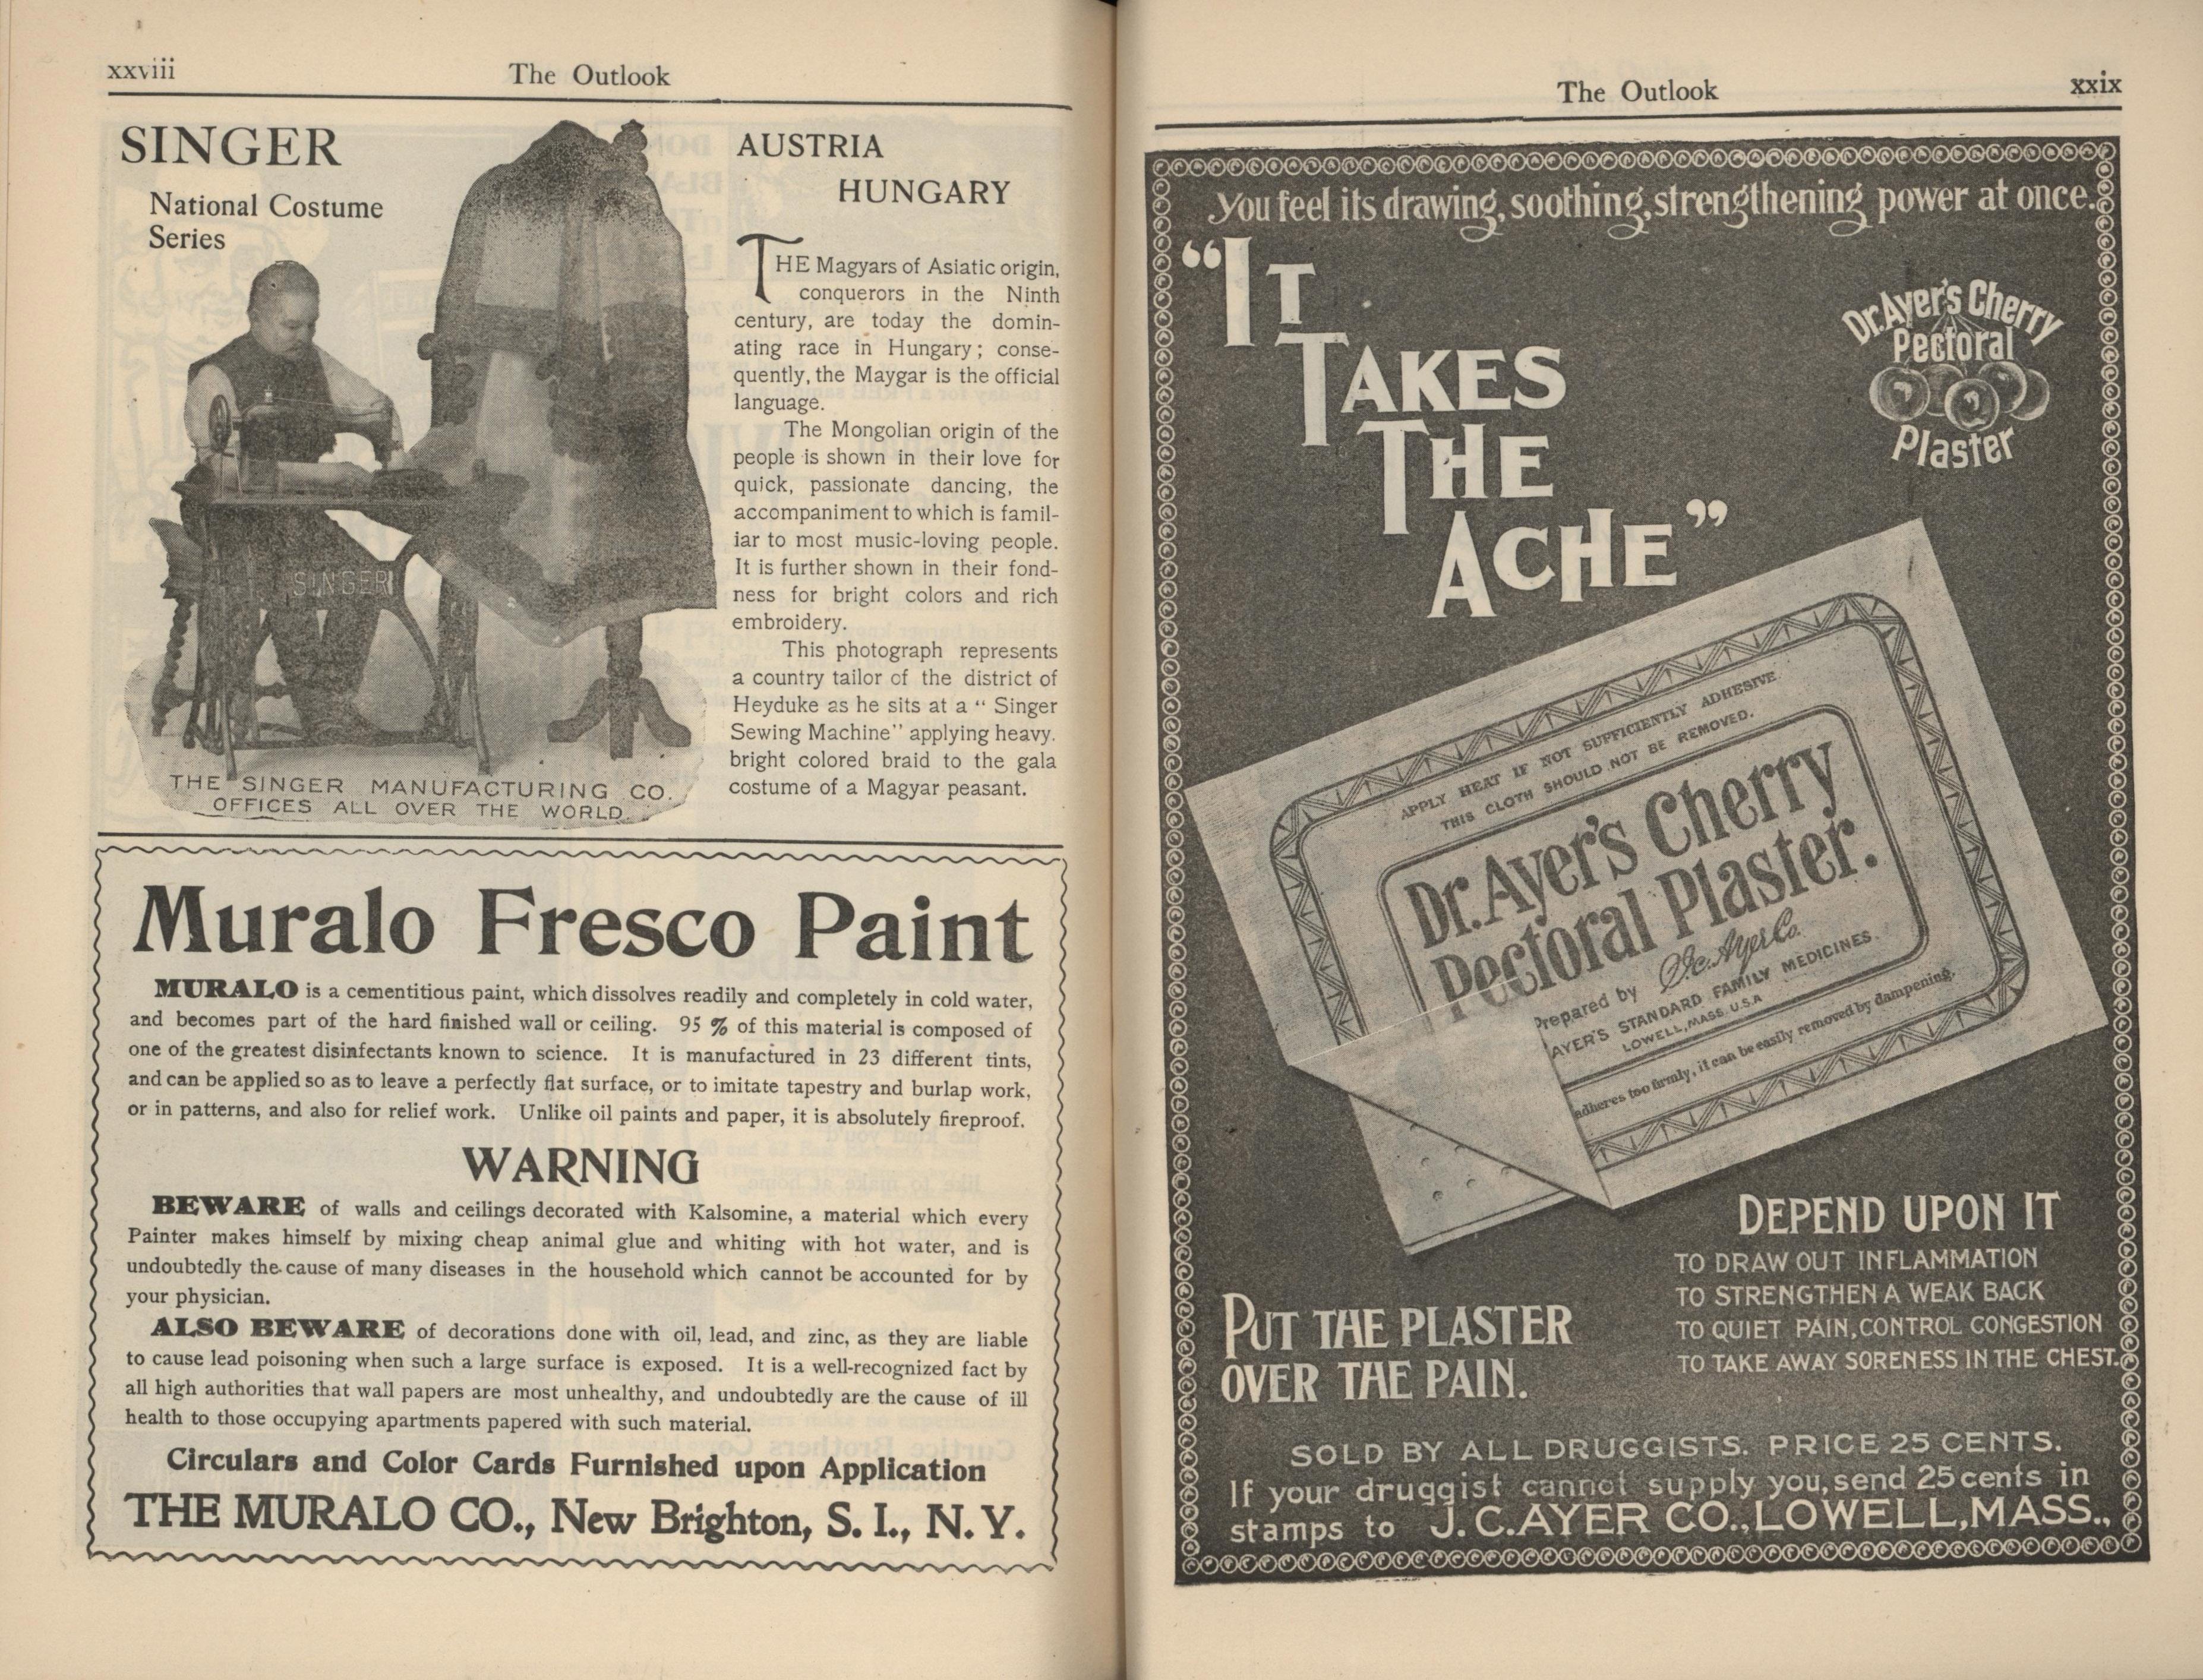 xxviii
The Outlook
SINGER
National Costume
Series
SINGER
THE SINGER MANUFACTURING CO.
OFFICES ALL OVER THE WORLD.
AUSTRIA
HUNGARY
THE Magyars of Asiatic origin,
conquerors in the Ninth
century, are today the domin-
ating race in Hungary; conse-
quently, the Maygar is the official
language.
The Mongolian origin of the
people is shown in their love for
quick, passionate dancing, the
accompaniment to which is famil-
iar to most music-loving people.
It is further shown in their fond-
ness for bright colors and rich
embroidery.
This photograph represents
a country tailor of the district of
Heyduke as he sits at a “ Singer
Sewing Machine” applying heavy.
bright colored braid to the gala
costume of a Magyar peasant.
Muralo Fresco Paint
MURALO is a cementitious paint, which dissolves readily and completely in cold water,
and becomes part of the hard finished wall or ceiling. 95 % of this material is composed of
one of the greatest disinfectants known to science. It is manufactured in 23 different tints,
and can be applied so as to leave a perfectly flat surface, or to imitate tapestry and burlap work,
or in patterns, and also for relief work. Unlike oil paints and paper, it is absolutely fireproof.
WARNING
BEWARE of walls and ceilings decorated with Kalsomine, a material which every
Painter makes himself by mixing cheap animal glue and whiting with hot water, and is
undoubtedly the cause of many diseases in the household which cannot be accounted for by
your physician.
ALSO BEWARE of decorations done with oil, lead, and zinc, as they are liable
to cause lead poisoning when such a large surface is exposed. It is a well-recognized fact by
all high authorities that wall papers are most unhealthy, and undoubtedly are the cause of ill
health to those occupying apartments papered with such material.
Circulars and Color Cards Furnished upon Application
THE MURALO CO., New Brighton, S. I., N. Y.
The Outlook
xxix
You feel its drawing, soothing, strengthening power at once.
“IT
TAKES
THE
ACHE”
Dr. Ayer's Cherry
Pectoral
Plaster
APPLY HEAT IF NOT SUFFICIENTLY ADHESIVE
THIS CLOTH SHOULD NOT BE REMOVED.
Dr. Ayer's Cherry
Pectoral Plaster.
Prepared by J.C. Ayer Co.
AYER'S STANDARD FAMILY MEDICINES.
LOWELL, MASS. U.S.A
adheres too firmly, it can be easily removed by dampening.
DEPEND UPON IT
TO DRAW OUT INFLAMMATION
TO STRENGTHEN A WEAK BACK
TO QUIET PAIN, CONTROL CONGESTION
TO TAKE AWAY SORENESS IN THE CHEST.
PUT THE PLASTER
OVER THE PAIN.
SOLD BY ALL DRUGGISTS. PRICE 25 CENTS.
If your druggist cannot supply you, send 25 cents in
stamps to J. C. AYER CO., LOWELL, MASS.,